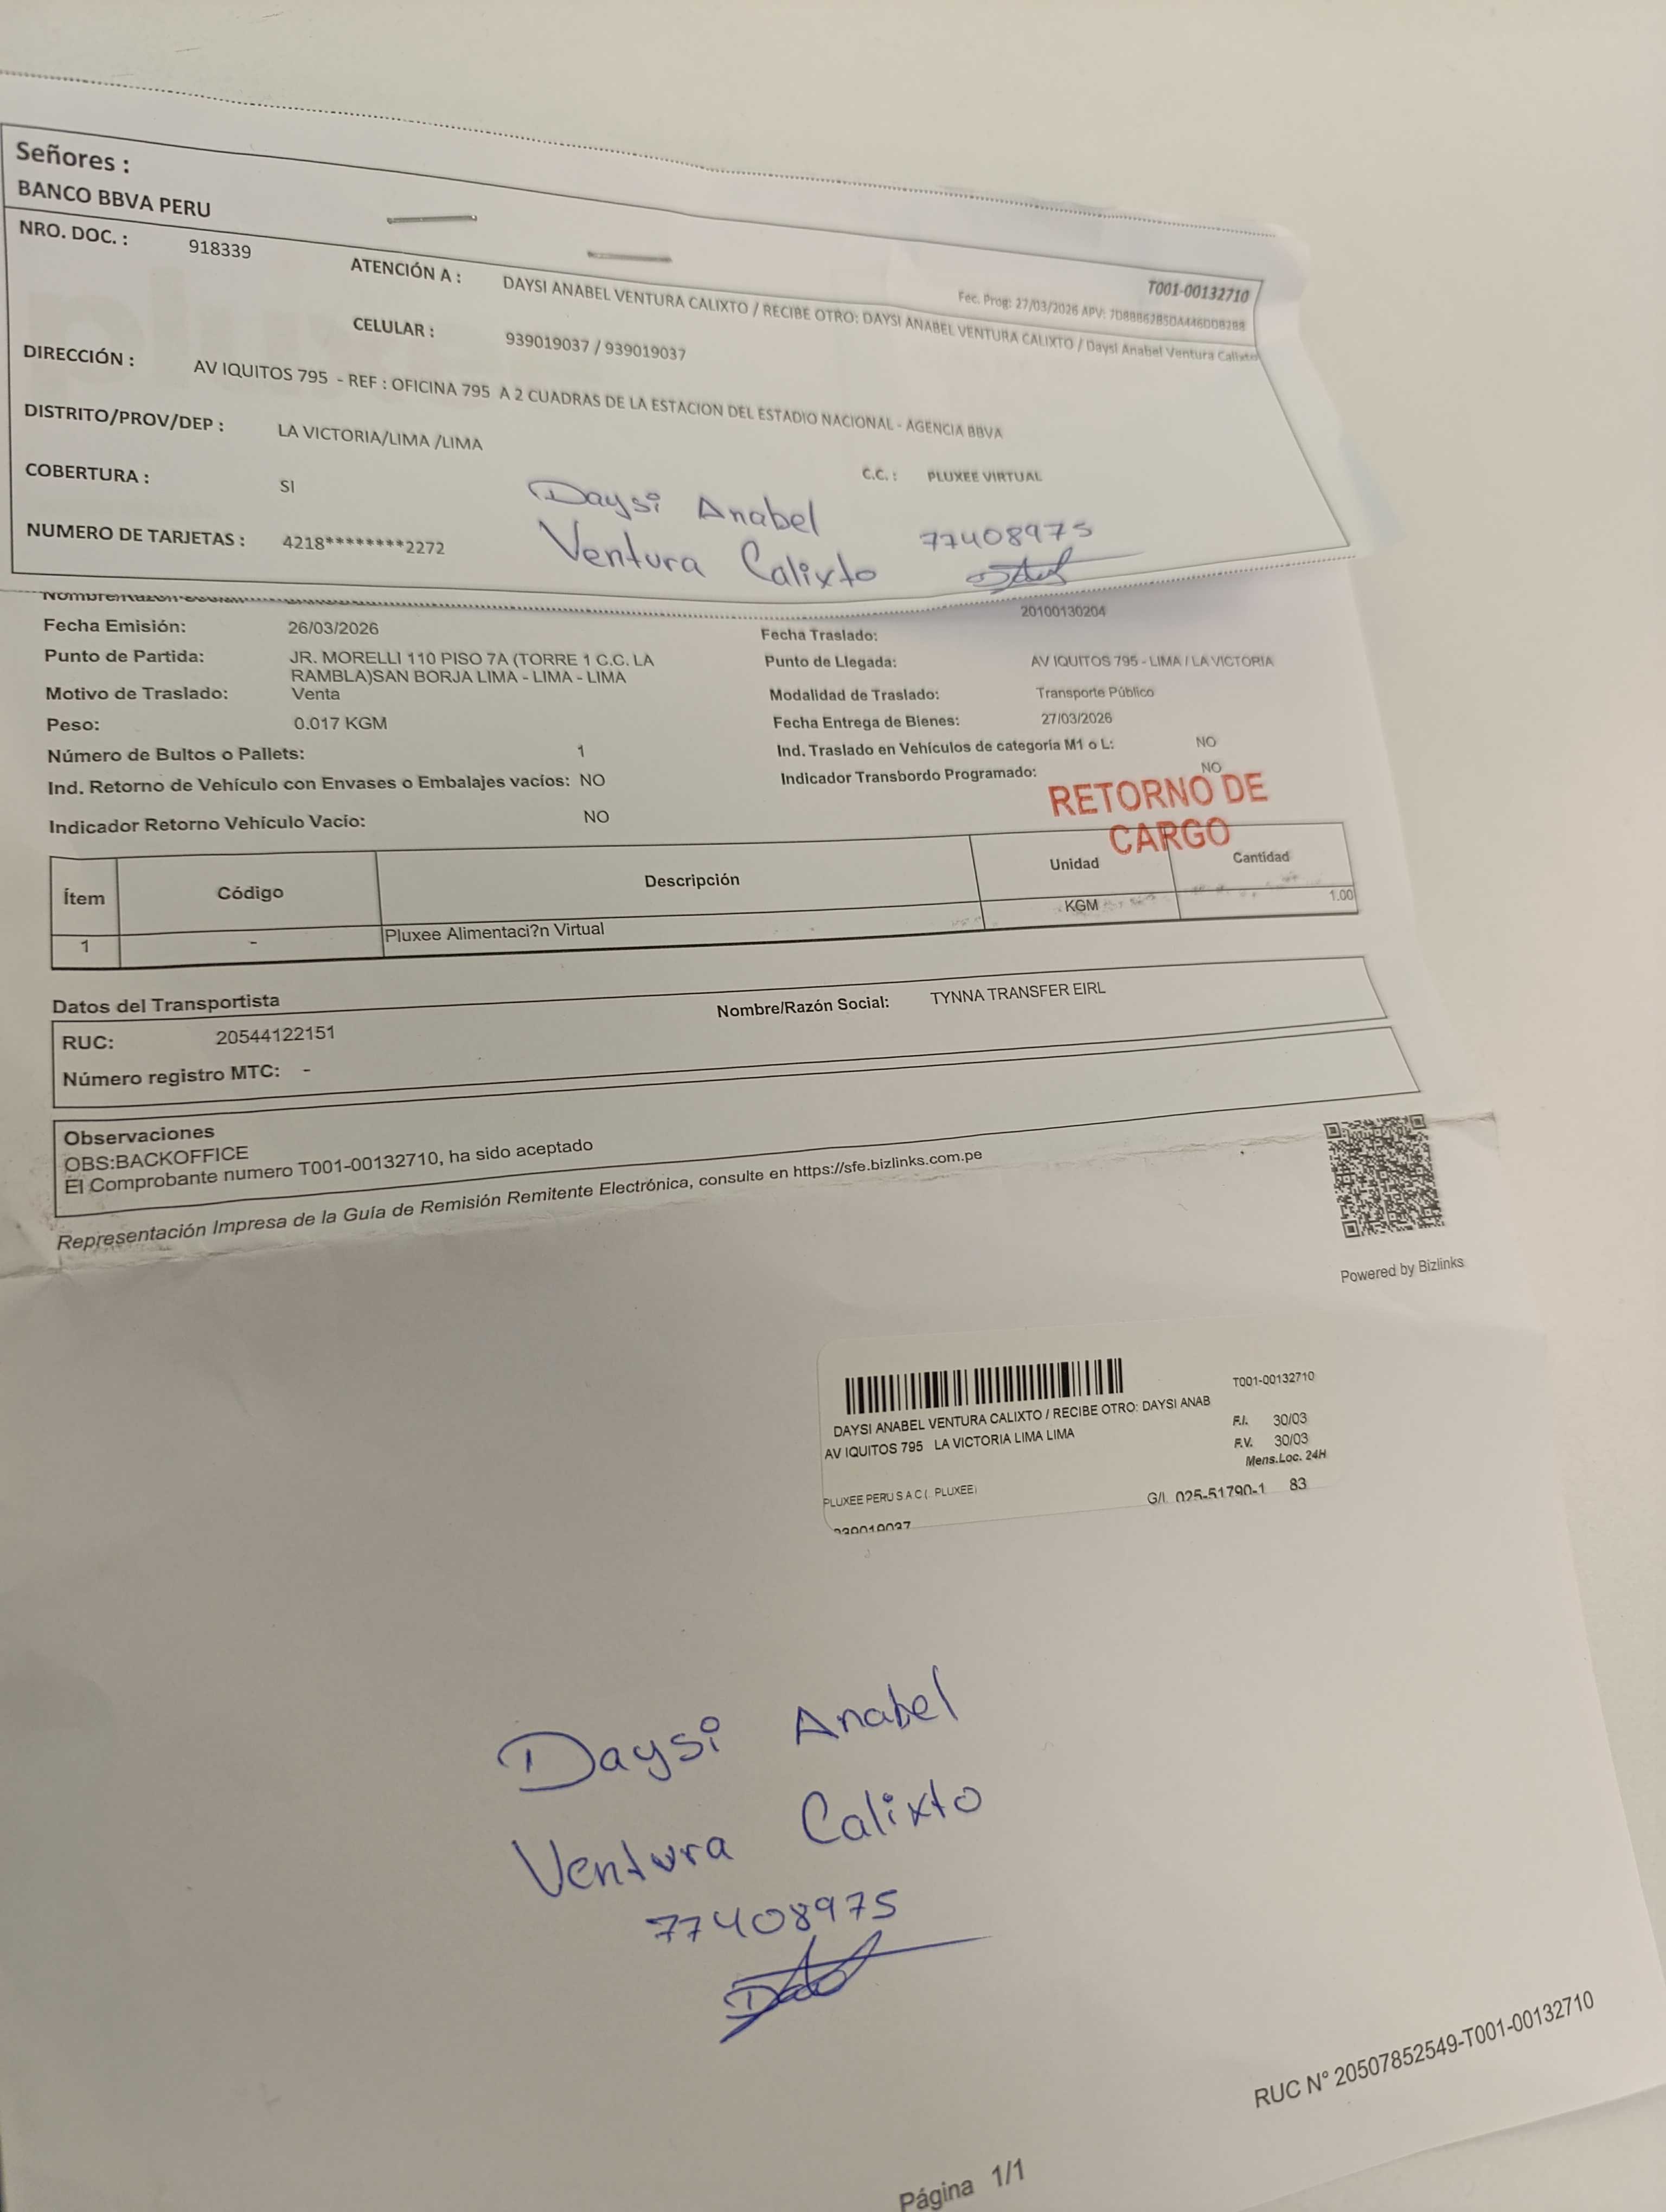 Señores :
BANCO BBVA PERU
T001-00132710
NRO. DOC. : 918339
Fec. Prog: 27/03/2026 APV:
ATENCIÓN A : DAYSI ANABEL VENTURA CALIXTO / RECIBE OTRO: DAYSI ANABEL VENTURA CALIXTO / Daysi Anabel Ventura Calixto
CELULAR : 939019037 / 939019037
DIRECCIÓN : AV IQUITOS 795 - REF : OFICINA 795 A 2 CUADRAS DE LA ESTACION DEL ESTADIO NACIONAL - AGENCIA BBVA
DISTRITO/PROV/DEP : LA VICTORIA/LIMA /LIMA
COBERTURA : SI C.C. : PLUXEE VIRTUAL
NUMERO DE TARJETAS : 4218********2272
Daysi Anabel
Ventura Calixto 77408975
20100130204
Fecha Emisión: 26/03/2026 Fecha Traslado:
Punto de Partida: JR. MORELLI 110 PISO 7A (TORRE 1 C.C. LA Punto de Llegada: AV IQUITOS 795 - LIMA / LA VICTORIA
RAMBLA)SAN BORJA LIMA - LIMA - LIMA
Motivo de Traslado: Venta Modalidad de Traslado: Transporte Público
Peso: 0.017 KGM Fecha Entrega de Bienes: 27/03/2026
Número de Bultos o Pallets: 1 Ind. Traslado en Vehículos de categoría M1 o L: NO
Ind. Retorno de Vehículo con Envases o Embalajes vacíos: NO Indicador Transbordo Programado: NO
Indicador Retorno Vehículo Vacío: NO
RETORNO DE
CARGO
Ítem Código Descripción Unidad Cantidad
1 - Pluxee Alimentaci?n Virtual KGM 1.00
Datos del Transportista
RUC: 20544122151 Nombre/Razón Social: TYNNA TRANSFER EIRL
Número registro MTC: -
Observaciones
OBS:BACKOFFICE
El Comprobante numero T001-00132710, ha sido aceptado
Representación Impresa de la Guía de Remisión Remitente Electrónica, consulte en https://sfe.bizlinks.com.pe
Powered by Bizlinks
T001-00132710
DAYSI ANABEL VENTURA CALIXTO / RECIBE OTRO: DAYSI ANAB
AV IQUITOS 795 LA VICTORIA LIMA LIMA
F.I. 30/03
F.V. 30/03
Mens.Loc. 24H
PLUXEE PERU S A C ( PLUXEE)
G/I. 025-51790-1 83
939019037
Daysi Anabel
Ventura Calixto
77408975
RUC N° 20507852549-T001-00132710
Página 1/1